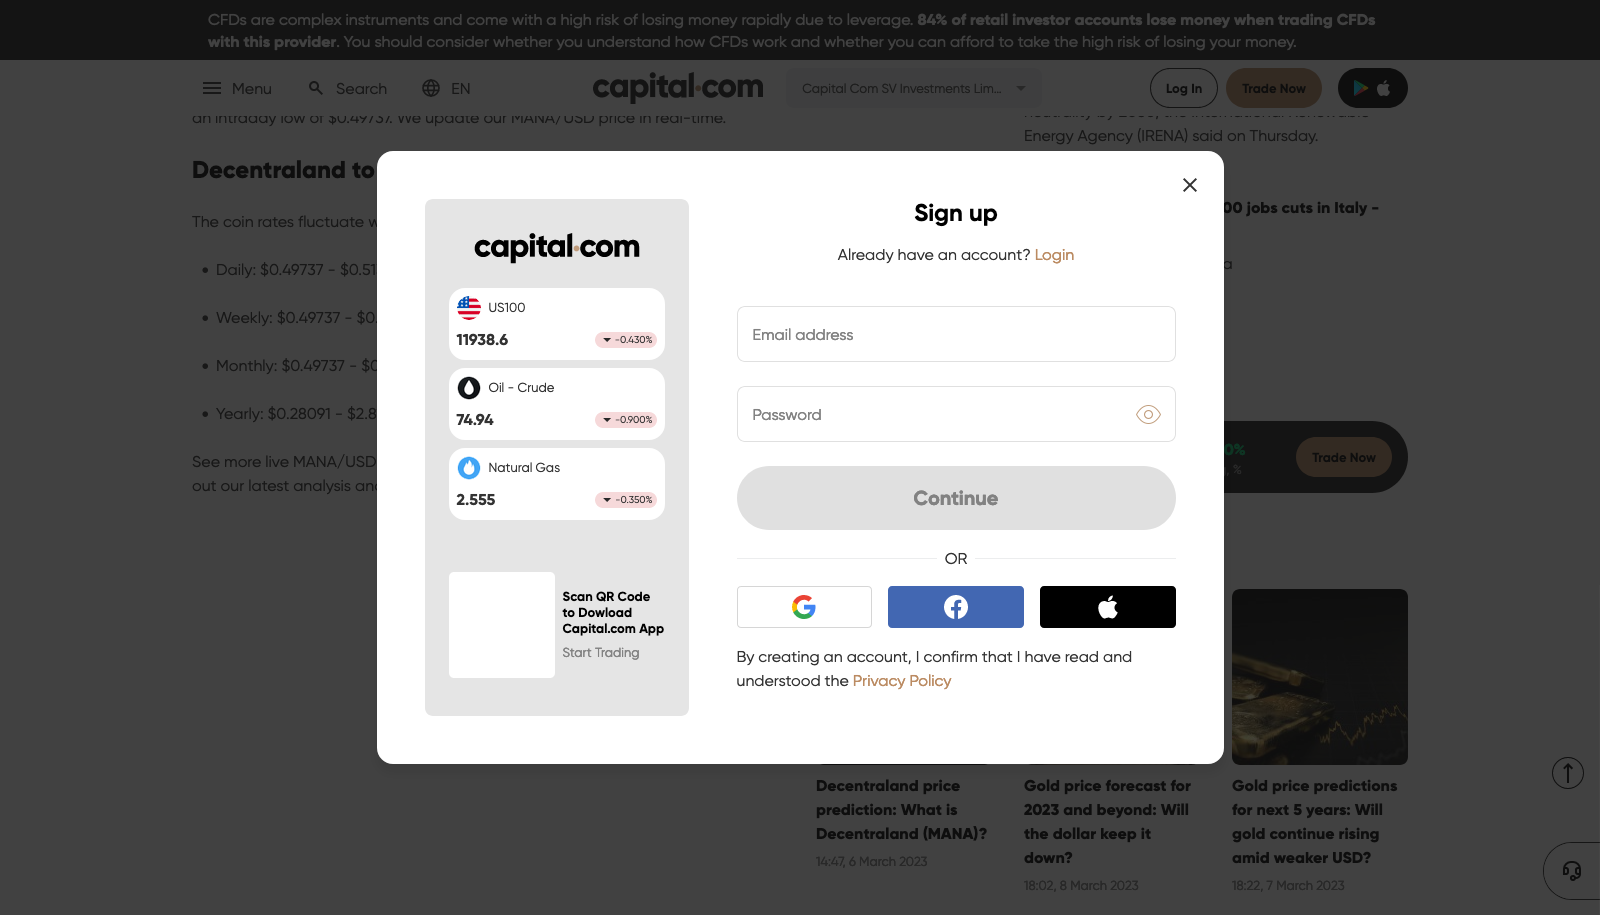 CFDs are complex instruments and come with a high risk of losing money rapidly due to leverage. 84% of retail investor accounts lose money when trading CFDs
with this provider. You should consider whether you understand how CFDs work and whether you can afford to take the high risk of losing your money.
Menu
Search
EN
capital.com
Capital Com SV Investments Lim...
Log In
Trade Now
an intraday low of $0.49737. We update our MANA/USD price in real-time.
neutrality by 2050, the International Renewable
Energy Agency (IRENA) said on Thursday.
Decentraland to
The coin rates fluctuate
• Daily: $0.49737 - $0.51
• Weekly: $0.49737 - $0.
• Monthly: $0.49737 - $0
• Yearly: $0.28091 - $2.8
See more live MANA/USD
out our latest analysis
00 jobs cuts in Italy -
0%
%
Trade Now
capital.com
US100
11938.6
-0.430%
Oil - Crude
74.94
-0.900%
Natural Gas
2.555
-0.350%
Scan QR Code
to Dowload
Capital.com App
Start Trading
Sign up
Already have an account? Login
Email address
Password
Continue
OR
By creating an account, I confirm that I have read and
understood the Privacy Policy
Decentraland price
prediction: What is
Decentraland (MANA)?
14:47, 6 March 2023
Gold price forecast for
2023 and beyond: Will
the dollar keep it
down?
18:02, 8 March 2023
Gold price predictions
for next 5 years: Will
gold continue rising
amid weaker USD?
18:22, 7 March 2023